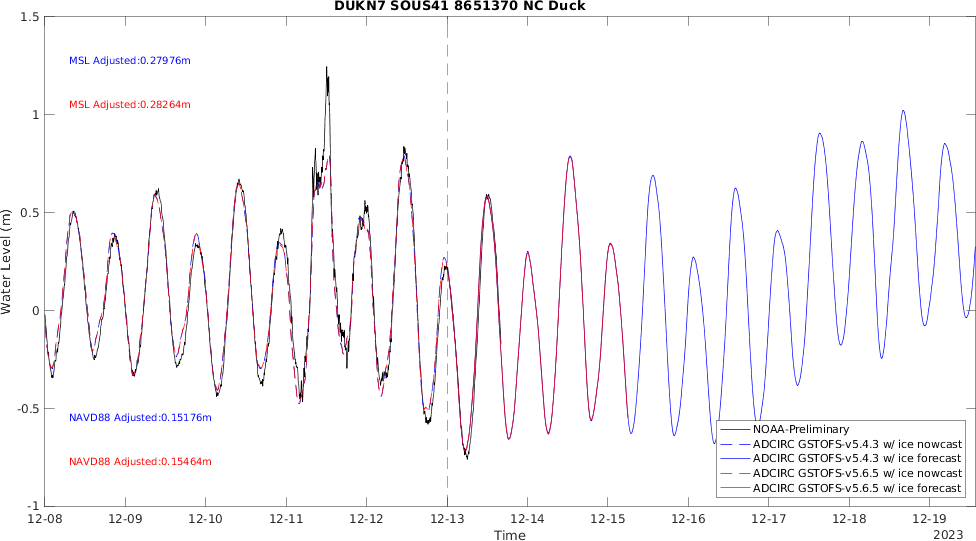 DUKN7 SOUS41 8651370 NC Duck
1.5
1
0.5
0
-0.5
-1
Water Level (m)
MSL Adjusted:0.27976m
MSL Adjusted:0.28264m
NAVD88 Adjusted:0.15176m
NAVD88 Adjusted:0.15464m
NOAA-Preliminary
ADCIRC GSTOFS-v5.4.3 w/ ice nowcast
ADCIRC GSTOFS-v5.4.3 w/ ice forecast
ADCIRC GSTOFS-v5.6.5 w/ ice nowcast
ADCIRC GSTOFS-v5.6.5 w/ ice forecast
12-08 12-09 12-10 12-11 12-12 12-13 12-14 12-15 12-16 12-17 12-18 12-19
Time
2023